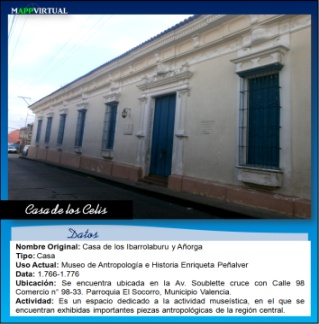 MAPPVIRTUAL
Casa de los Celis
Datos
Nombre Original: Casa de los Ibarrolaburu y Añorga
Tipo: Casa
Uso Actual: Museo de Antropología e Historia Enriqueta Peñalver
Data: 1.766-1.776
Ubicación: Se encuentra ubicada en la Av. Soublette cruce con Calle 98
Comercio n° 98-33. Parroquia El Socorro, Municipio Valencia.
Actividad: Es un espacio dedicado a la actividad museística, en el que se
encuentran exhibidas importantes piezas antropológicas de la región central.